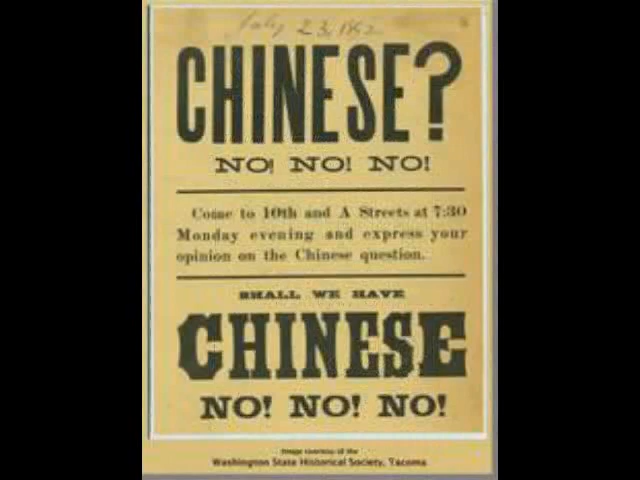 July 23, 1892
CHINESE?
NO! NO! NO!
Come to 10th and A Streets at 7:30
Monday evening and express your
opinion on the Chinese question.
SHALL WE HAVE
CHINESE
NO! NO! NO!
Image courtesy of the
Washington State Historical Society, Tacoma